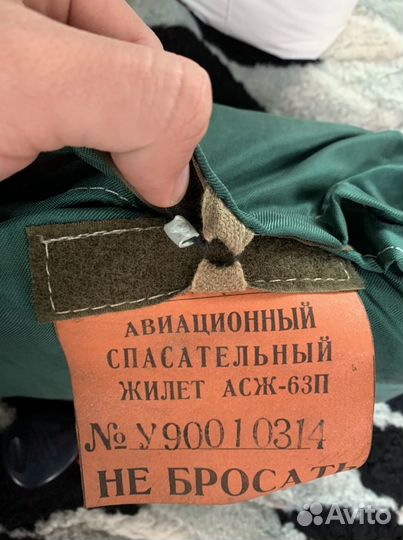 АВИАЦИОННЫЙ
СПАСАТЕЛЬНЫЙ
ЖИЛЕТ АСЖ-63П
№ У90010314
НЕ БРОСАТЬ
Avito